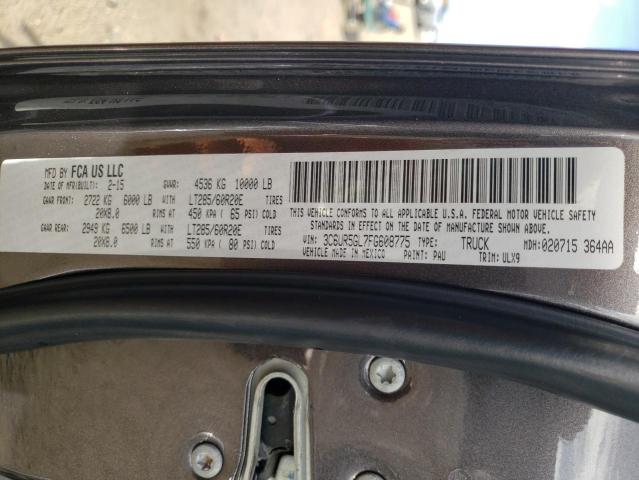 MFD BY FCA US LLC
DATE OF MFR(BUILT): 2-15 GVWR: 4536 KG 10000 LB
GAWR FRONT: 2722 KG 6000 LB WITH LT285/60R20E TIRES
20X8.0 RIMS AT 450 KPA ( 65 PSI) COLD
GAWR REAR: 2949 KG 6500 LB WITH LT285/60R20E TIRES
20X8.0 RIMS AT 550 KPA ( 80 PSI) COLD
THIS VEHICLE CONFORMS TO ALL APPLICABLE U.S.A. FEDERAL MOTOR VEHICLE SAFETY
STANDARDS IN EFFECT ON THE DATE OF MANUFACTURE SHOWN ABOVE
VIN: 3C6UR5GL7FG608775 TYPE: TRUCK MDH: 020715 364AA
VEHICLE MADE IN MEXICO PAINT: PAU TRIM: ULX9